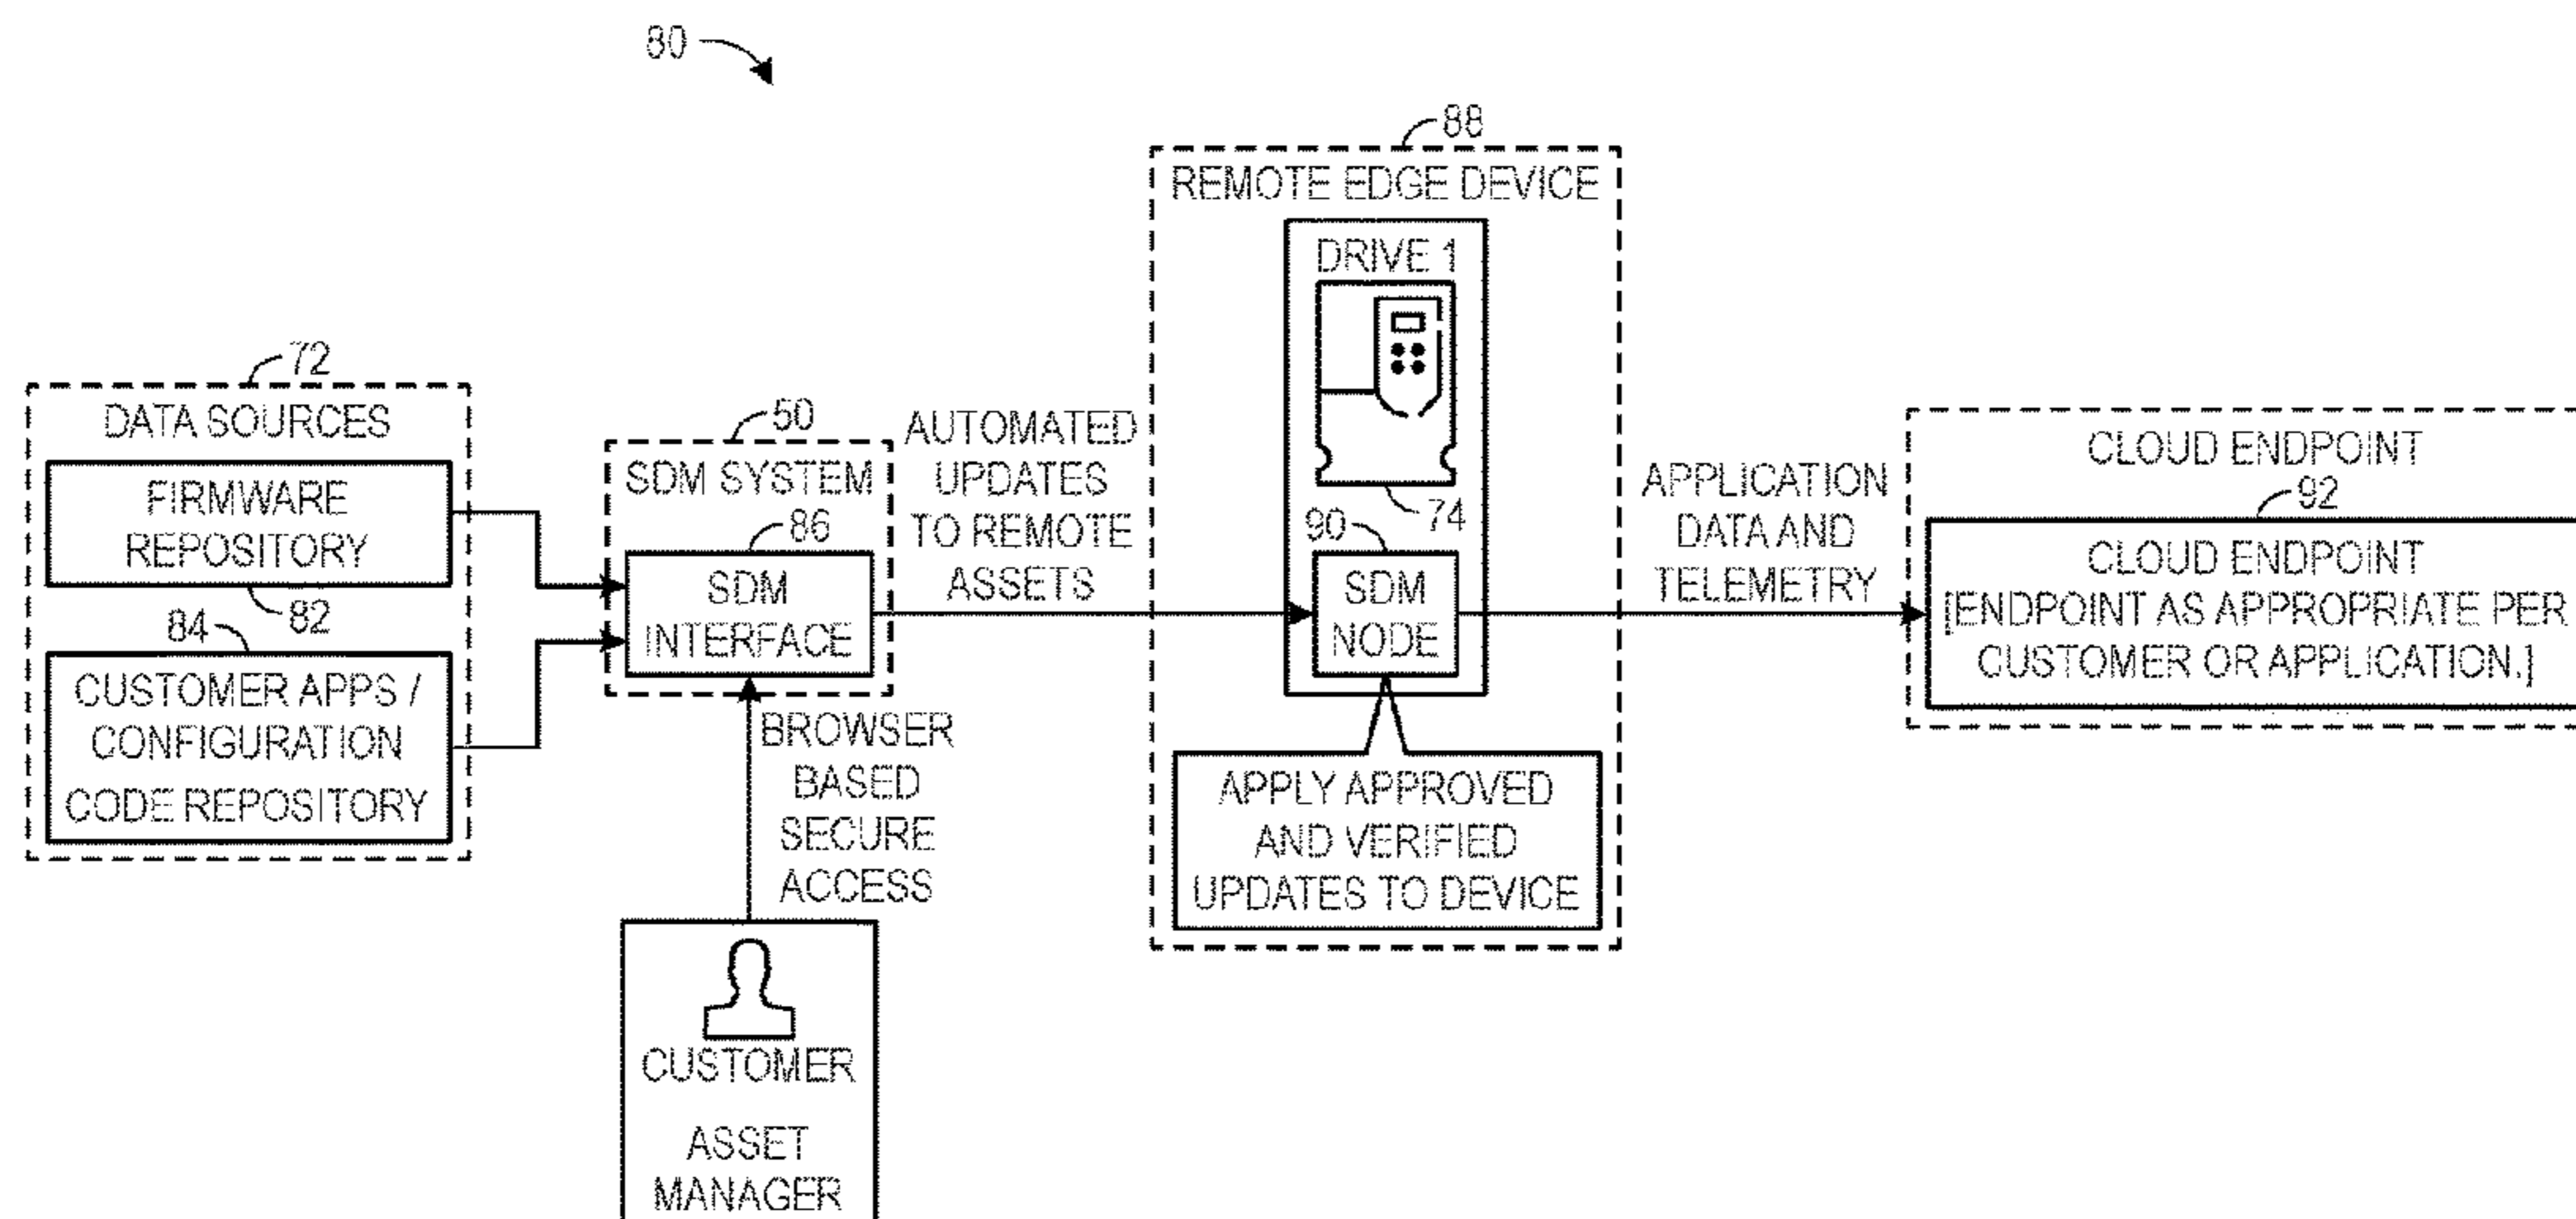 80
72
DATA SOURCES
FIRMWARE
REPOSITORY
82
84
CUSTOMER APPS /
CONFIGURATION
CODE REPOSITORY
50
SDM SYSTEM
86
SDM
INTERFACE
BROWSER
BASED
SECURE
ACCESS
CUSTOMER
ASSET
MANAGER
AUTOMATED
UPDATES
TO REMOTE
ASSETS
88
REMOTE EDGE DEVICE
DRIVE 1
74
90
SDM
NODE
APPLY APPROVED
AND VERIFIED
UPDATES TO DEVICE
APPLICATION
DATA AND
TELEMETRY
CLOUD ENDPOINT
92
CLOUD ENDPOINT
[ENDPOINT AS APPROPRIATE PER
CUSTOMER OR APPLICATION.]